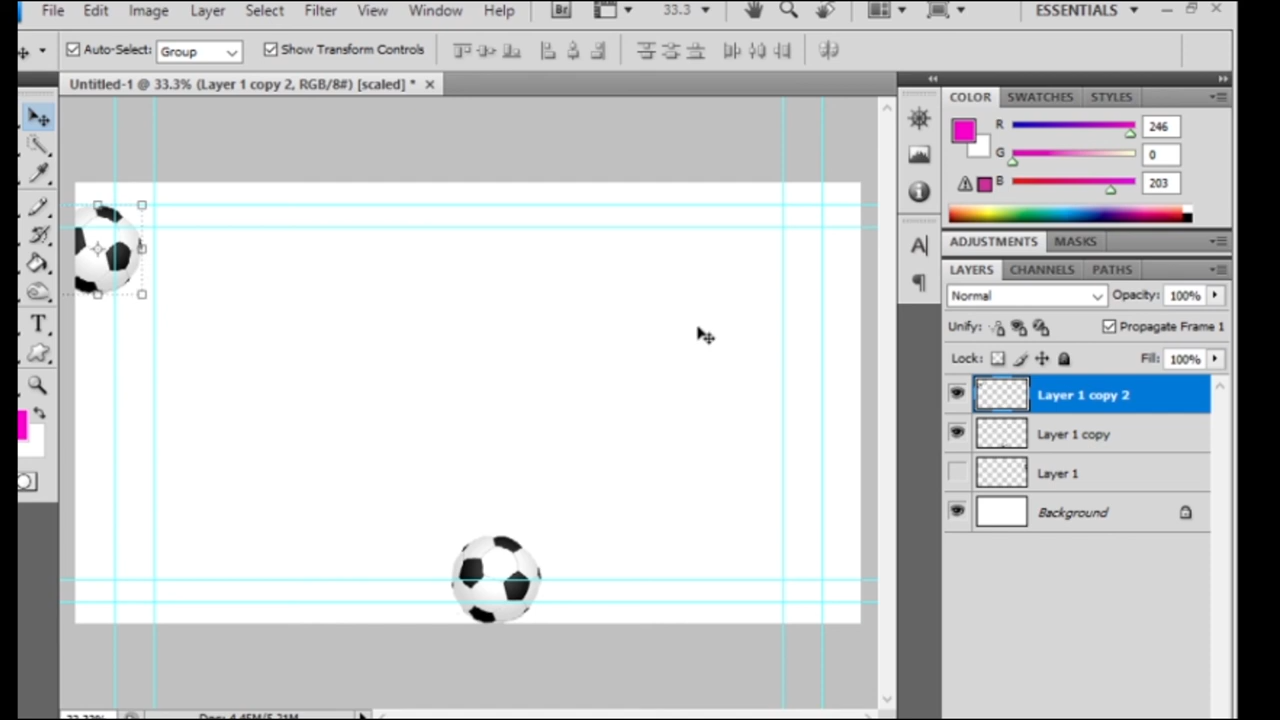 File Edit Image Layer Select Filter View Window Help Br 33.3 ESSENTIALS
Auto-Select: Group Show Transform Controls
Untitled-1 @ 33.3% (Layer 1 copy 2, RGB/8#) [scaled] *
COLOR SWATCHES STYLES
R 246
G 0
B 203
ADJUSTMENTS MASKS
LAYERS CHANNELS PATHS
Normal Opacity: 100%
Unify: Propagate Frame 1
Lock: Fill: 100%
Layer 1 copy 2
Layer 1 copy
Layer 1
Background